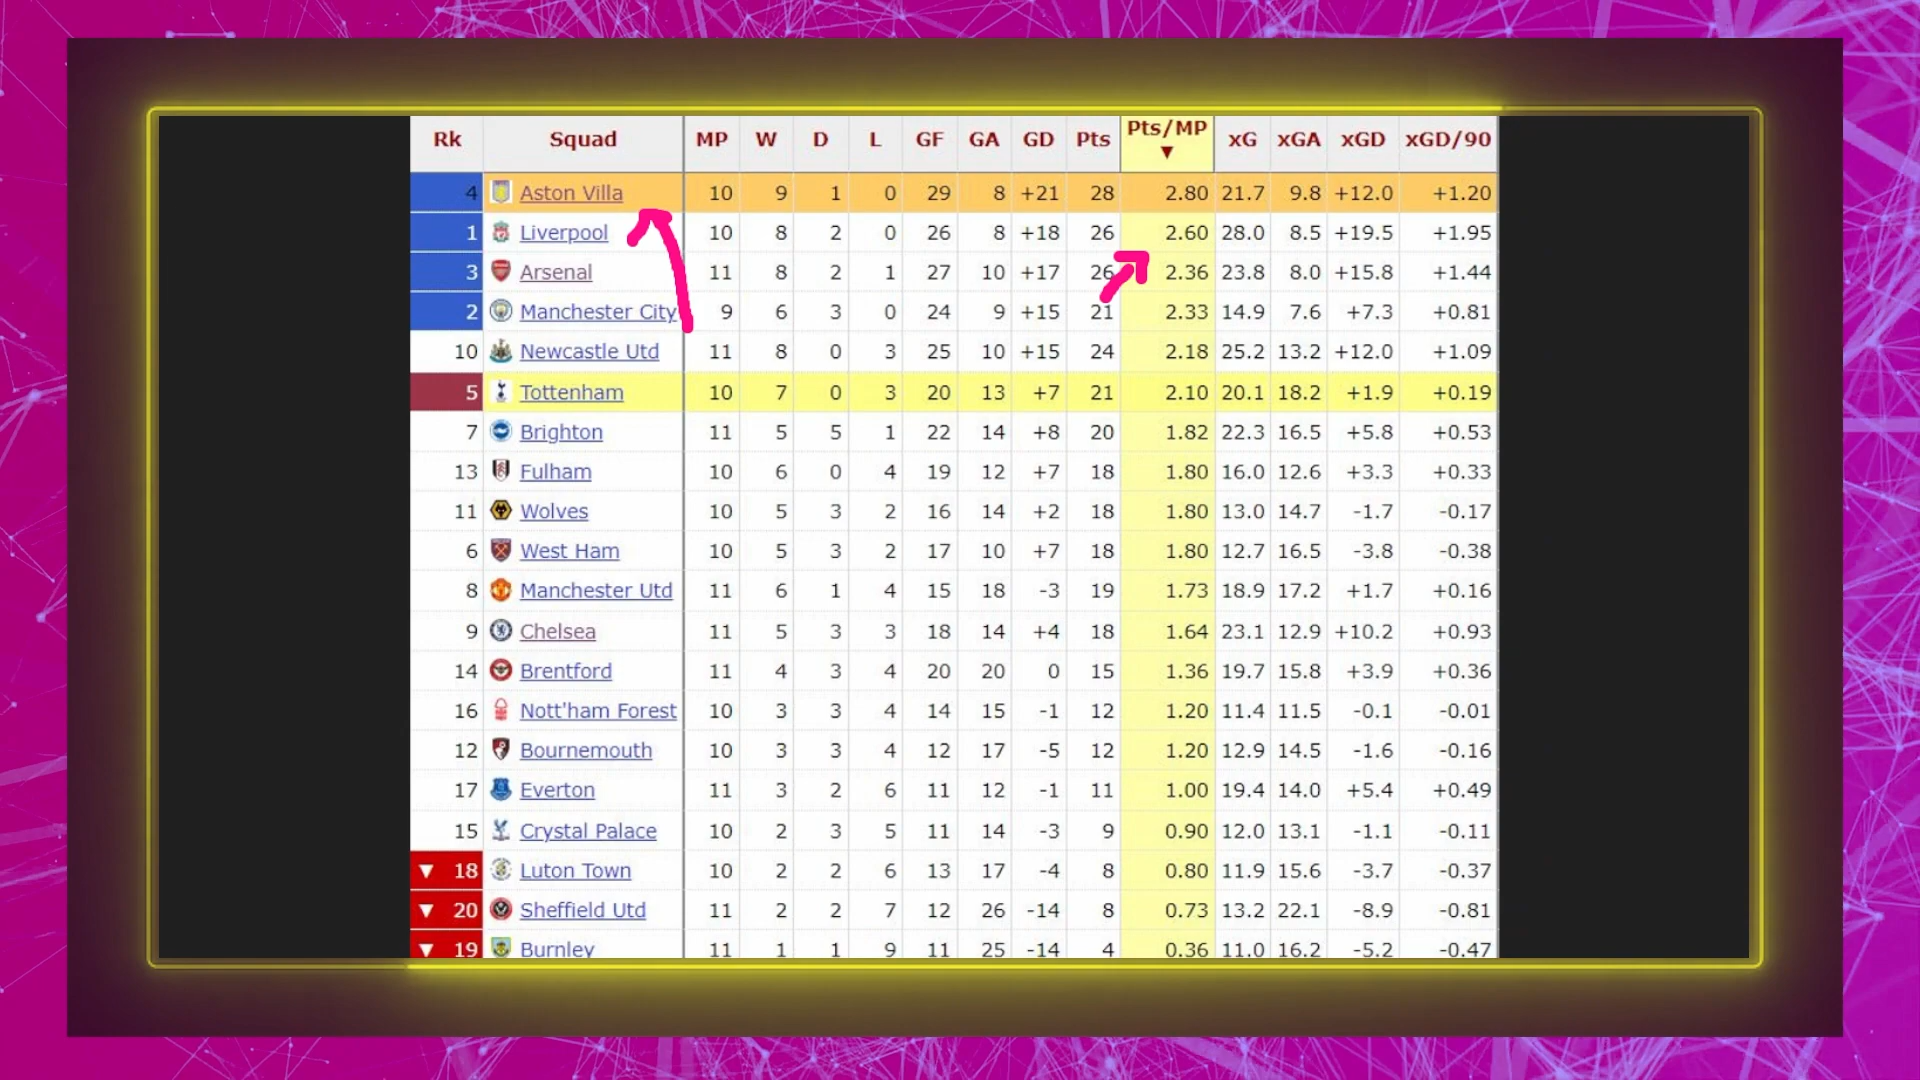 Rk Squad MP W D L GF GA GD Pts Pts/MP ▼ xG xGA xGD xGD/90
4 Aston Villa 10 9 1 0 29 8 +21 28 2.80 21.7 9.8 +12.0 +1.20
1 Liverpool 10 8 2 0 26 8 +18 26 2.60 28.0 8.5 +19.5 +1.95
3 Arsenal 11 8 2 1 27 10 +17 26 2.36 23.8 8.0 +15.8 +1.44
2 Manchester City 9 6 3 0 24 9 +15 21 2.33 14.9 7.6 +7.3 +0.81
10 Newcastle Utd 11 8 0 3 25 10 +15 24 2.18 25.2 13.2 +12.0 +1.09
5 Tottenham 10 7 0 3 20 13 +7 21 2.10 20.1 18.2 +1.9 +0.19
7 Brighton 11 5 5 1 22 14 +8 20 1.82 22.3 16.5 +5.8 +0.53
13 Fulham 10 6 0 4 19 12 +7 18 1.80 16.0 12.6 +3.3 +0.33
11 Wolves 10 5 3 2 16 14 +2 18 1.80 13.0 14.7 -1.7 -0.17
6 West Ham 10 5 3 2 17 10 +7 18 1.80 12.7 16.5 -3.8 -0.38
8 Manchester Utd 11 6 1 4 15 18 -3 19 1.73 18.9 17.2 +1.7 +0.16
9 Chelsea 11 5 3 3 18 14 +4 18 1.64 23.1 12.9 +10.2 +0.93
14 Brentford 11 4 3 4 20 20 0 15 1.36 19.7 15.8 +3.9 +0.36
16 Nott'ham Forest 10 3 3 4 14 15 -1 12 1.20 11.4 11.5 -0.1 -0.01
12 Bournemouth 10 3 3 4 12 17 -5 12 1.20 12.9 14.5 -1.6 -0.16
17 Everton 11 3 2 6 11 12 -1 11 1.00 19.4 14.0 +5.4 +0.49
15 Crystal Palace 10 2 3 5 11 14 -3 9 0.90 12.0 13.1 -1.1 -0.11
▼ 18 Luton Town 10 2 2 6 13 17 -4 8 0.80 11.9 15.6 -3.7 -0.37
▼ 20 Sheffield Utd 11 2 2 7 12 26 -14 8 0.73 13.2 22.1 -8.9 -0.81
▼ 19 Burnley 11 1 1 9 11 25 -14 4 0.36 11.0 16.2 -5.2 -0.47